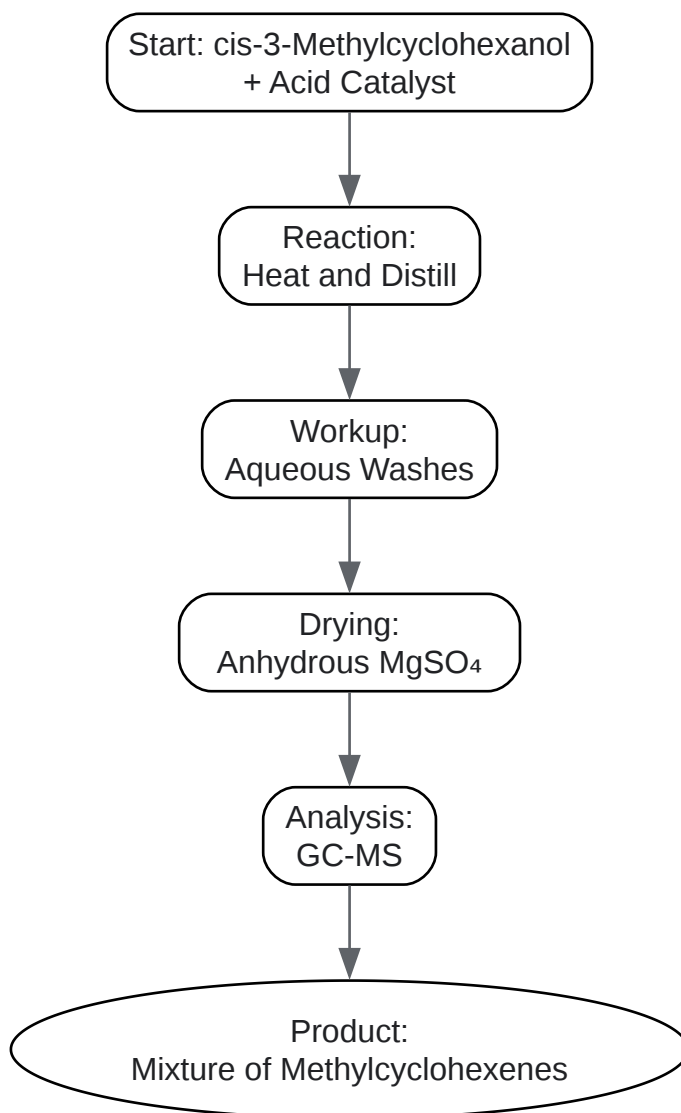 Start: cis-3-Methylcyclohexanol
+ Acid Catalyst
Reaction:
Heat and Distill
Workup:
Aqueous Washes
Drying:
Anhydrous MgSO₄
Analysis:
GC-MS
Product:
Mixture of Methylcyclohexenes